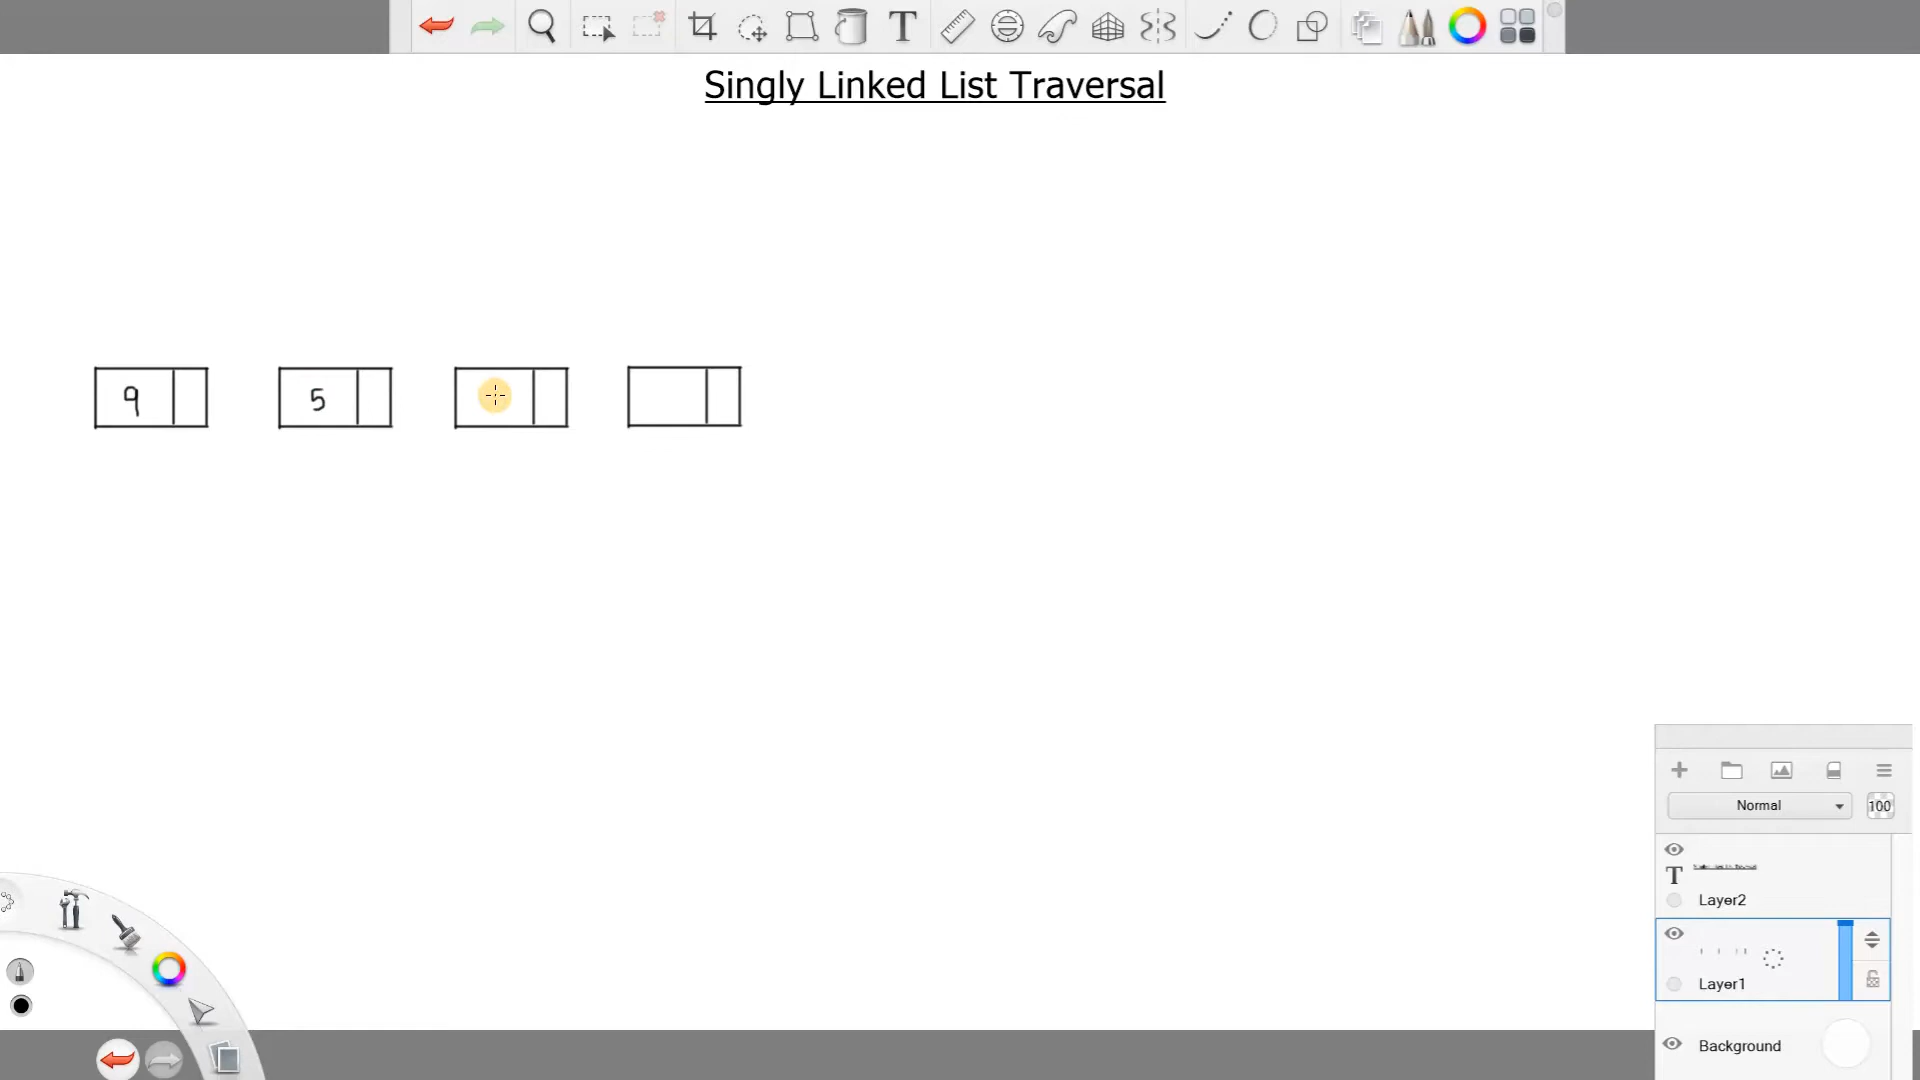 T
Singly Linked List Traversal
9 5
Normal 100
T
Layer2
Layer1
Background